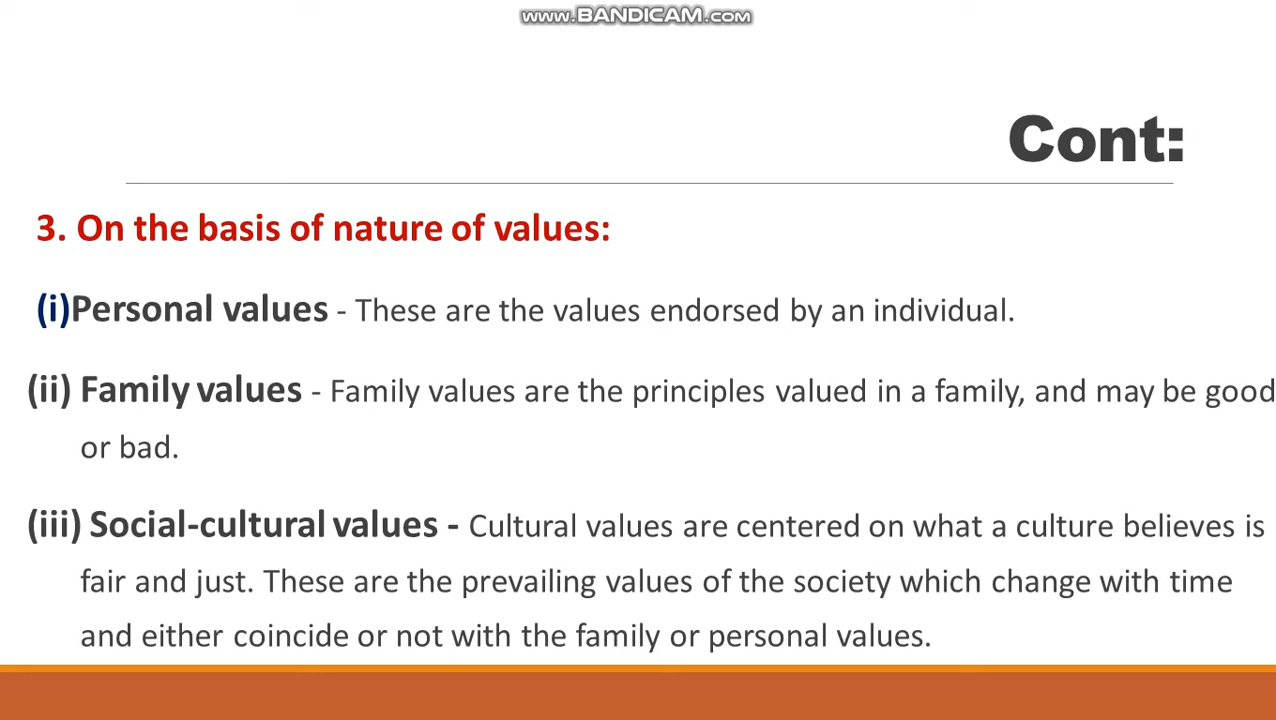 www.BANDICAM.com
Cont:
3. On the basis of nature of values:
(i)Personal values - These are the values endorsed by an individual.
(ii) Family values - Family values are the principles valued in a family, and may be good
or bad.
(iii) Social-cultural values - Cultural values are centered on what a culture believes is
fair and just. These are the prevailing values of the society which change with time
and either coincide or not with the family or personal values.